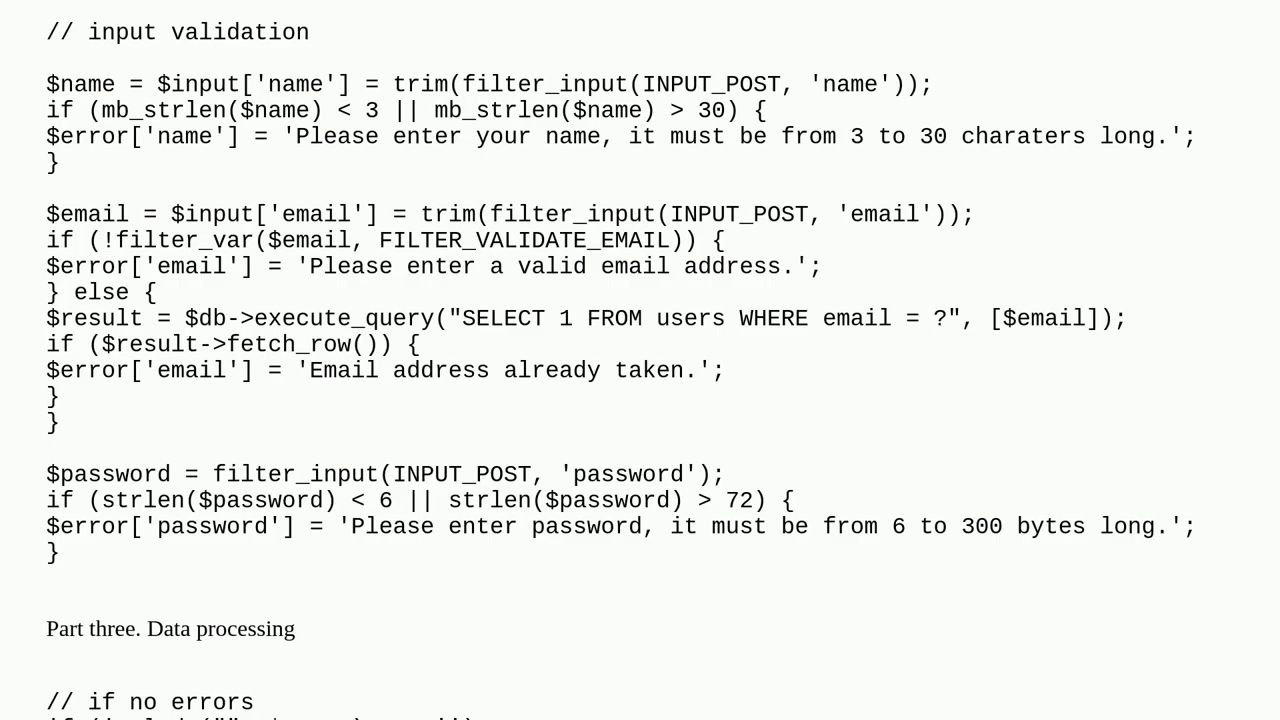 // input validation
$name = $input['name'] = trim(filter_input(INPUT_POST, 'name'));
if (mb_strlen($name) < 3 || mb_strlen($name) > 30) {
$error['name'] = 'Please enter your name, it must be from 3 to 30 charaters long.';
}
$email = $input['email'] = trim(filter_input(INPUT_POST, 'email'));
if (!filter_var($email, FILTER_VALIDATE_EMAIL)) {
$error['email'] = 'Please enter a valid email address.';
} else {
$result = $db->execute_query("SELECT 1 FROM users WHERE email = ?", [$email]);
if ($result->fetch_row()) {
$error['email'] = 'Email address already taken.';
}
}
$password = filter_input(INPUT_POST, 'password');
if (strlen($password) < 6 || strlen($password) > 72) {
$error['password'] = 'Please enter password, it must be from 6 to 300 bytes long.';
}
Part three. Data processing
// if no errors